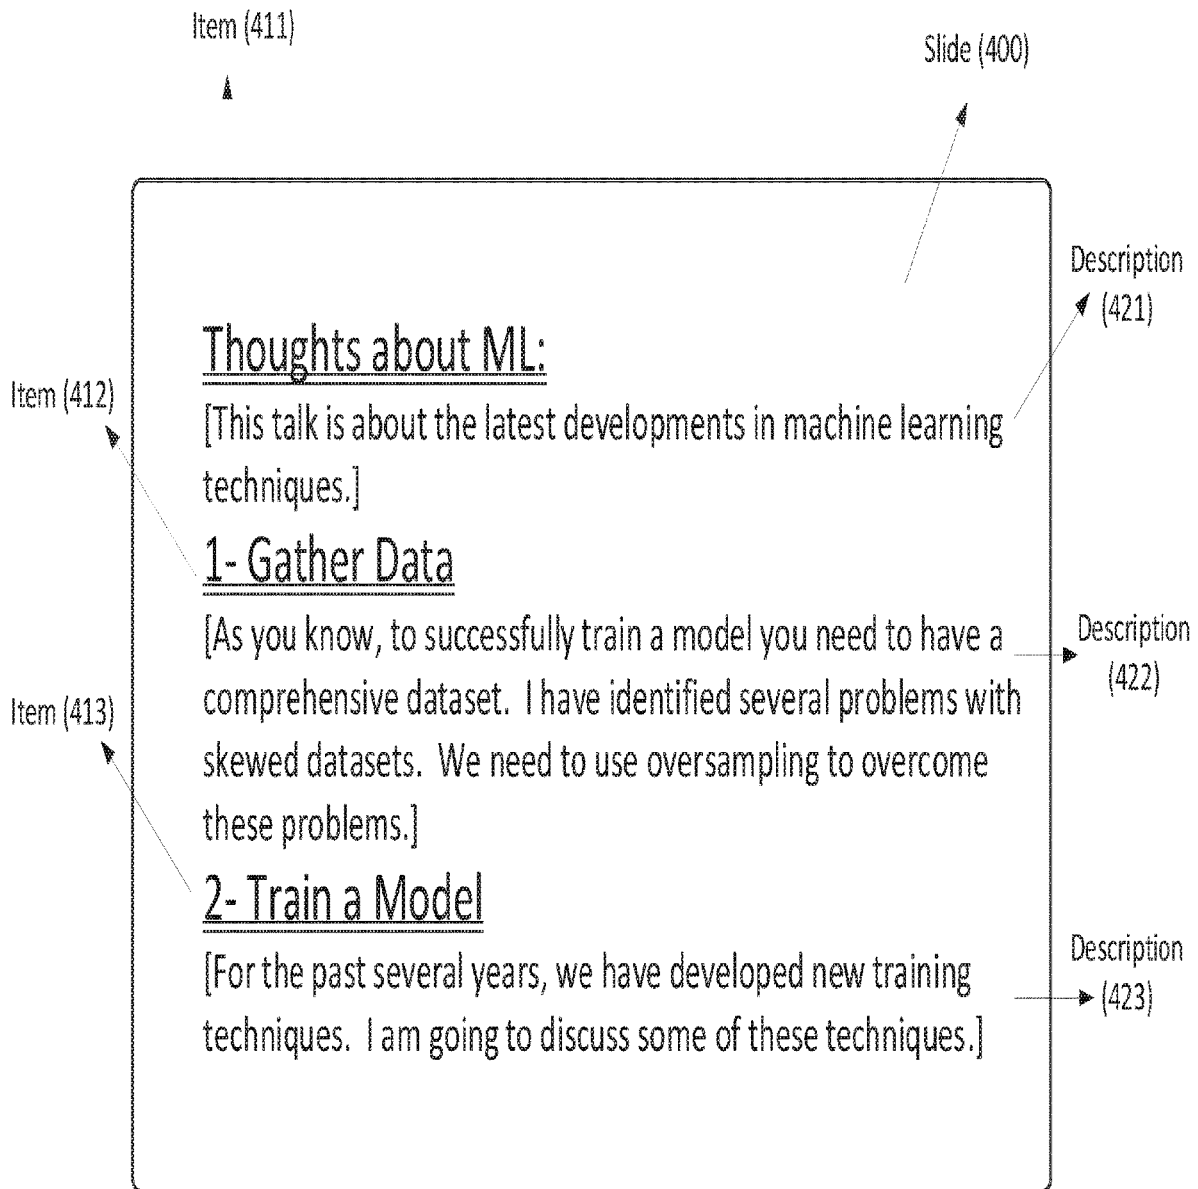 Item (411)
Slide (400)
Description
(421)
Thoughts about ML:
Item (412)
[This talk is about the latest developments in machine learning
techniques.]
1- Gather Data
[As you know, to successfully train a model you need to have a
Description
(422)
comprehensive dataset.  I have identified several problems with
Item (413)
skewed datasets.  We need to use oversampling to overcome
these problems.]
2- Train a Model
[For the past several years, we have developed new training
Description
(423)
techniques.  I am going to discuss some of these techniques.]